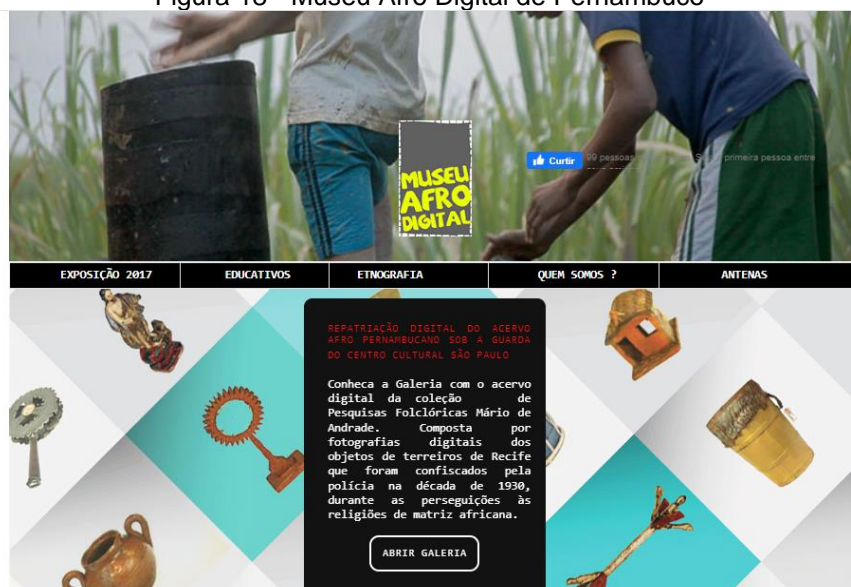 Figura 18 - Museu Afro Digital de Pernambuco
MUSEU
AFRO
DIGITAL
Curtir 99 pessoas primeira pessoa entre
EXPOSIÇÃO 2017 EDUCATIVOS ETNOGRAFIA QUEM SOMOS ? ANTENAS
REPATRIAÇÃO DIGITAL DO ACERVO
AFRO PERNAMBUCANO SOB A GUARDA
DO CENTRO CULTURAL SÃO PAULO
Conheca a Galeria com o acervo
digital da coleção de
Pesquisas Folclóricas Mário de
Andrade. Composta por
fotografias digitais dos
objetos de terreiros de Recife
que foram confiscados pela
polícia na década de 1930,
durante as perseguições às
religiões de matriz africana.
ABRIR GALERIA